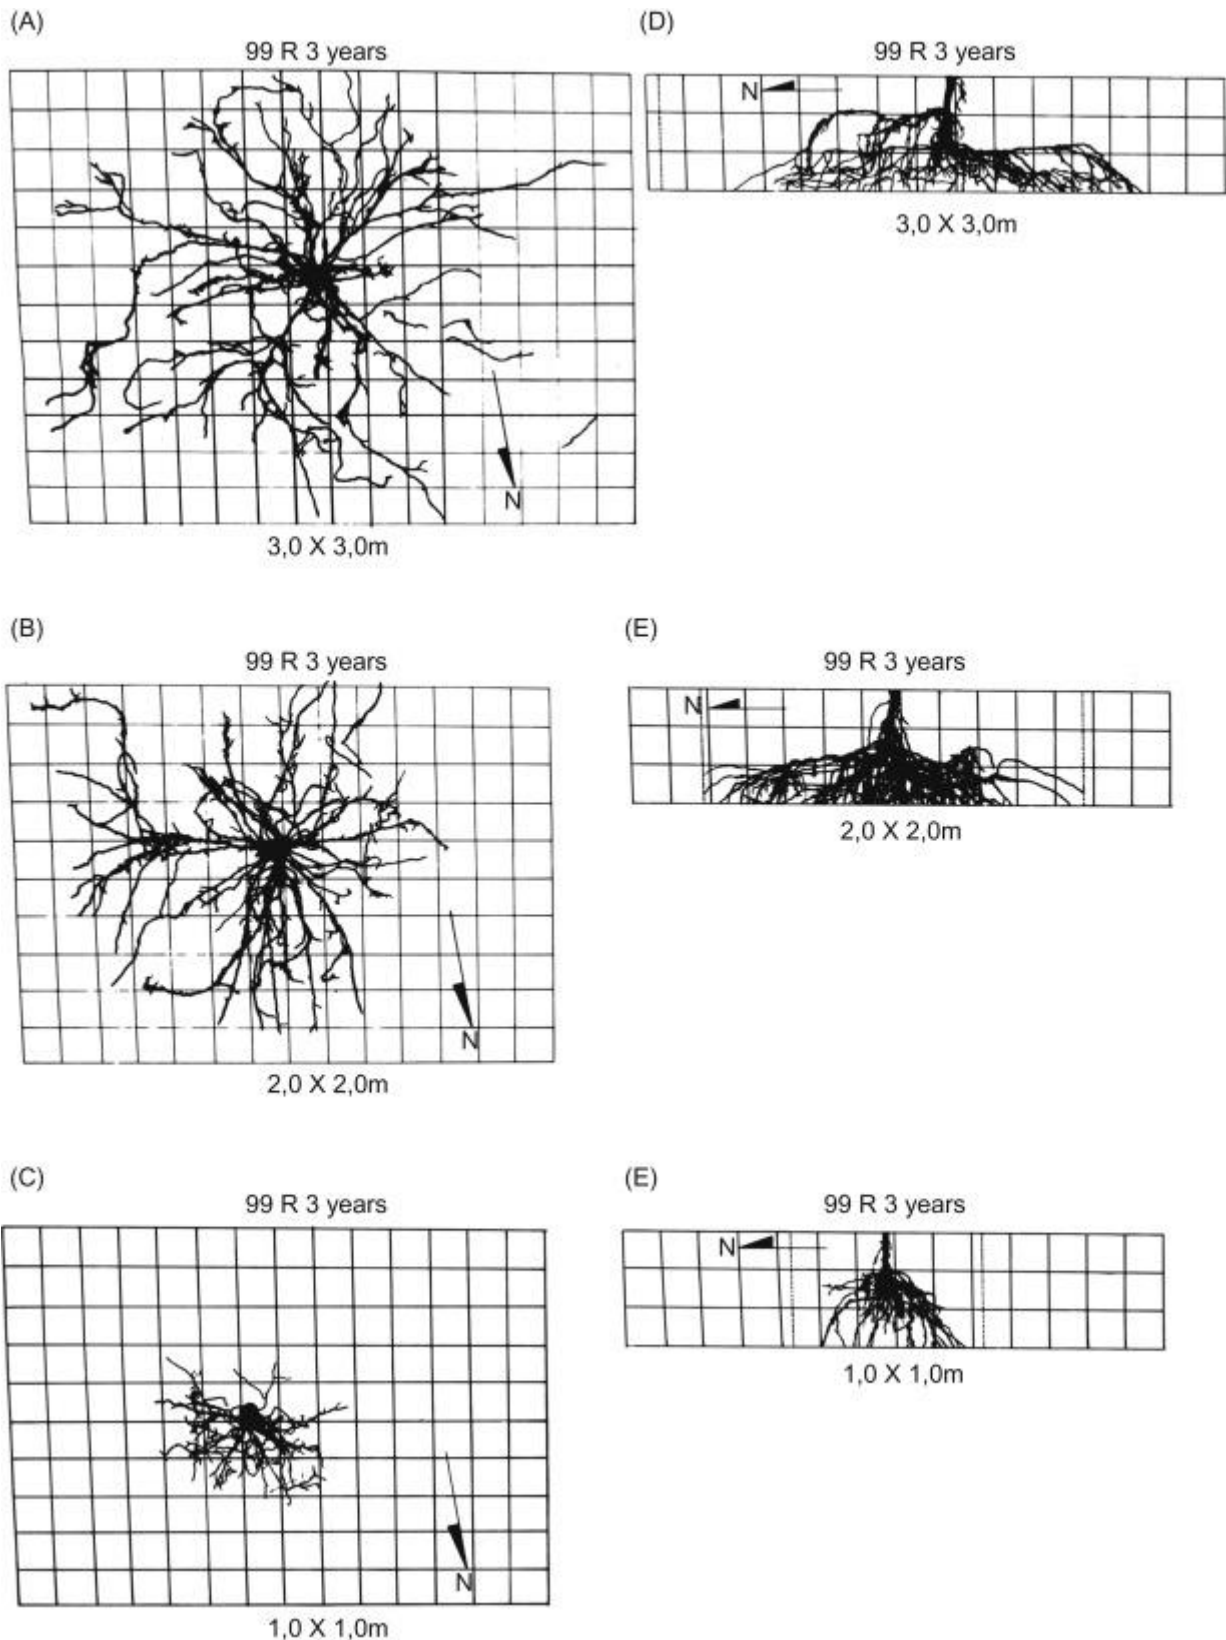 (A)
99 R 3 years
N
3,0 X 3,0m
(D)
99 R 3 years
N
3,0 X 3,0m
(B)
99 R 3 years
N
2,0 X 2,0m
(E)
99 R 3 years
N
2,0 X 2,0m
(C)
99 R 3 years
N
1,0 X 1,0m
(E)
99 R 3 years
N
1,0 X 1,0m